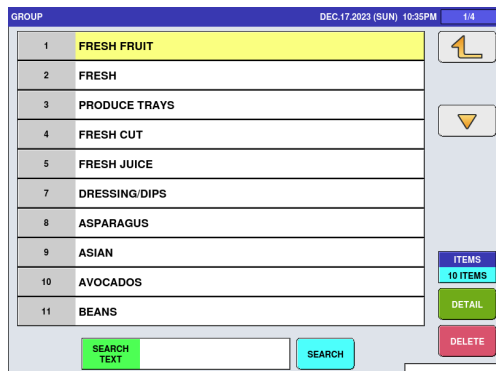 GROUP DEC.17.2023 (SUN) 10:35PM 1/4
1 FRESH FRUIT
2 FRESH
3 PRODUCE TRAYS
4 FRESH CUT
5 FRESH JUICE
7 DRESSING/DIPS
8 ASPARAGUS
9 ASIAN
10 AVOCADOS
11 BEANS
ITEMS
10 ITEMS
DETAIL
DELETE
SEARCH
TEXT
SEARCH